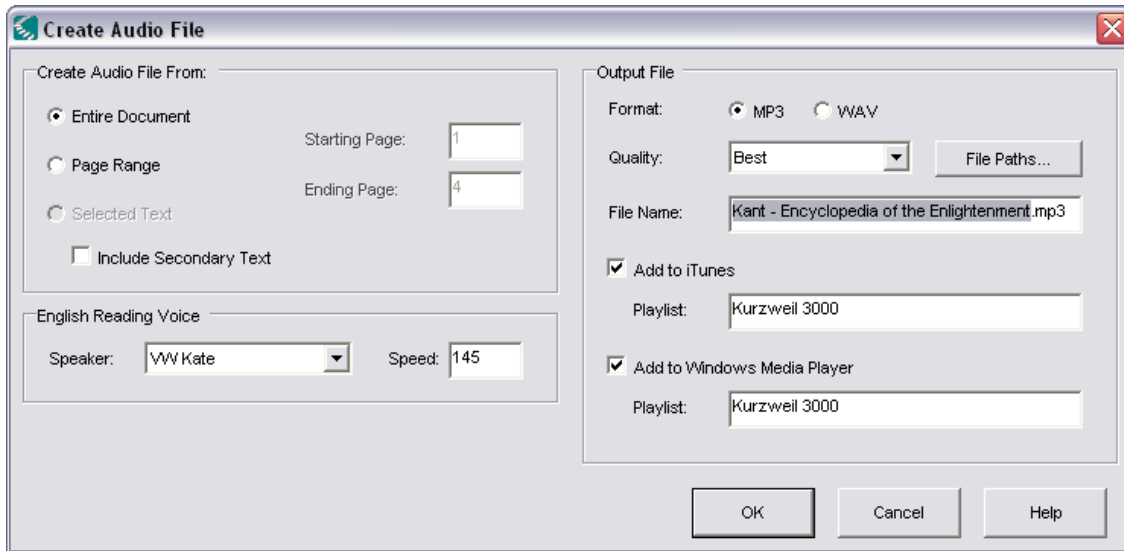 Create Audio File
Create Audio File From:
Entire Document
Starting Page: 1
Page Range
Ending Page: 4
Selected Text
Include Secondary Text
English Reading Voice
Speaker: VW Kate Speed: 145
Output File
Format: MP3 WAV
Quality: Best File Paths...
File Name: Kant - Encyclopedia of the Enlightenment.mp3
Add to iTunes
Playlist: Kurzweil 3000
Add to Windows Media Player
Playlist: Kurzweil 3000
OK Cancel Help